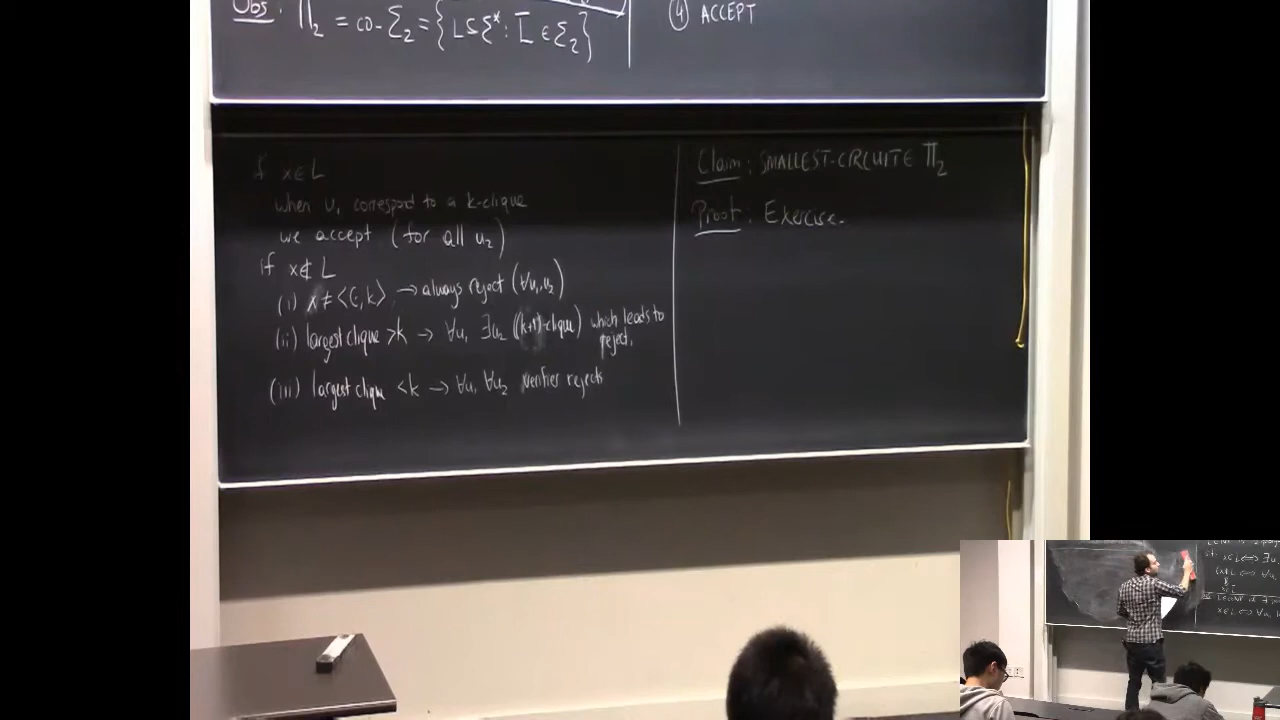 Obs: Π₂ = co-Σ₂ = {L⊆Σ*: L̅ ∈ Σ₂}
④ ACCEPT
if x∈L
when u₁ correspond to a k-clique
we accept (for all u₂)
if x∉L
(i) x≠<G,k> → always reject (∀u₁,u₂)
(ii) largest clique >k → ∀u₁ ∃u₂ ((k+1)-clique) which leads to reject.
(iii) largest clique <k → ∀u₁ ∀u₂ verifier rejects
Claim: SMALLEST-CIRCUIT ∈ Π₂
Proof: Exercise.